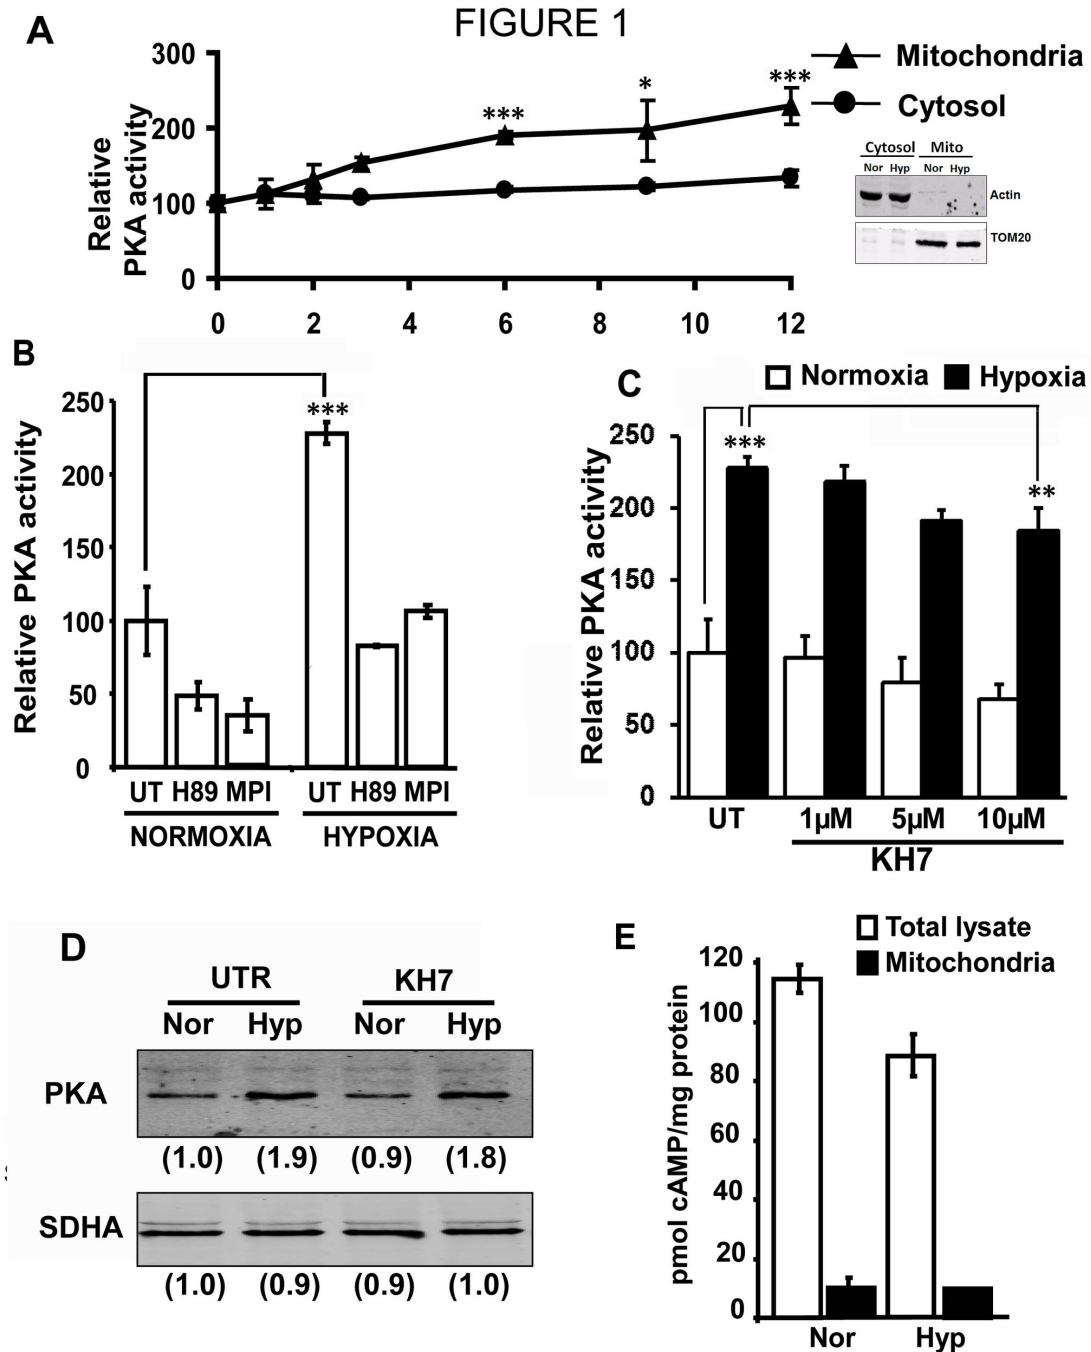 FIGURE 1
A
Relative
PKA activity
300
200
100
0
0 2 4 6 8 10 12
***
*
***
Mitochondria
Cytosol
Cytosol Mito
Nor Hyp Nor Hyp
Actin
TOM20
B
Relative PKA activity
250
200
150
100
50
0
***
UT H89 MPI UT H89 MPI
NORMOXIA HYPOXIA
C
Normoxia Hypoxia
Relative PKA activity
250
200
150
100
50
0
***
**
UT 1µM 5µM 10µM
KH7
D
UTR KH7
Nor Hyp Nor Hyp
PKA
(1.0) (1.9) (0.9) (1.8)
SDHA
(1.0) (0.9) (0.9) (1.0)
E
Total lysate
Mitochondria
pmol cAMP/mg protein
120
100
80
60
40
20
0
Nor Hyp